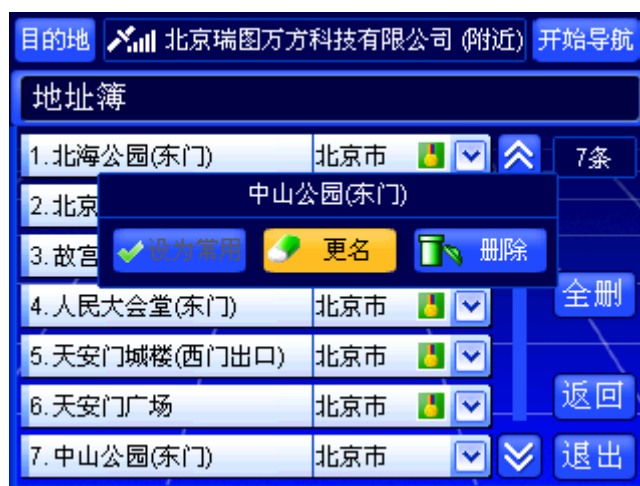 目的地 北京瑞图万方科技有限公司 (附近) 开始导航
地址簿
1.北海公园(东门) 北京市 7条
2.北京
中山公园(东门)
3.故宫 设为常用 更名 删除
全删
4.人民大会堂(东门) 北京市
5.天安门城楼(西门出口) 北京市
6.天安门广场 北京市 返回
7.中山公园(东门) 北京市 退出